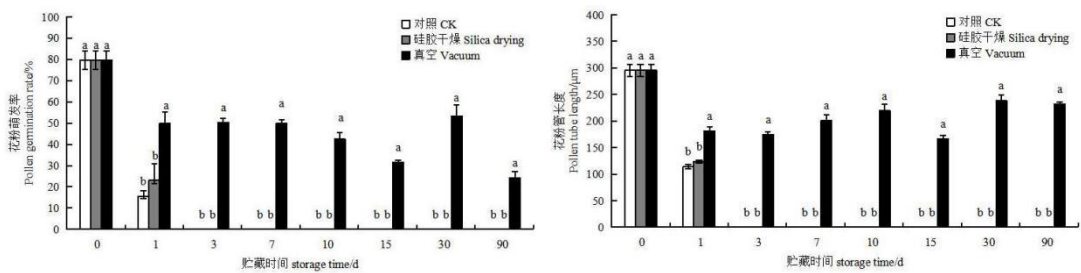 对照 CK
硅胶干燥 Silica drying
真空 Vacuum
花粉萌发率
Pollen germination rate/%
100
90
80
70
60
50
40
30
20
10
0
a a a
b b a
b b a
b b a
b b a
b b a
b b a
b b a
0 1 3 7 10 15 30 90
贮藏时间 storage time/d
对照 CK
硅胶干燥 Silica drying
真空 Vacuum
花粉管长度
Pollen tube length/μm
400
350
300
250
200
150
100
50
0
a a a
b b a
b b a
b b a
b b a
b b a
b b a
b b a
0 1 3 7 10 15 30 90
贮藏时间 storage time/d